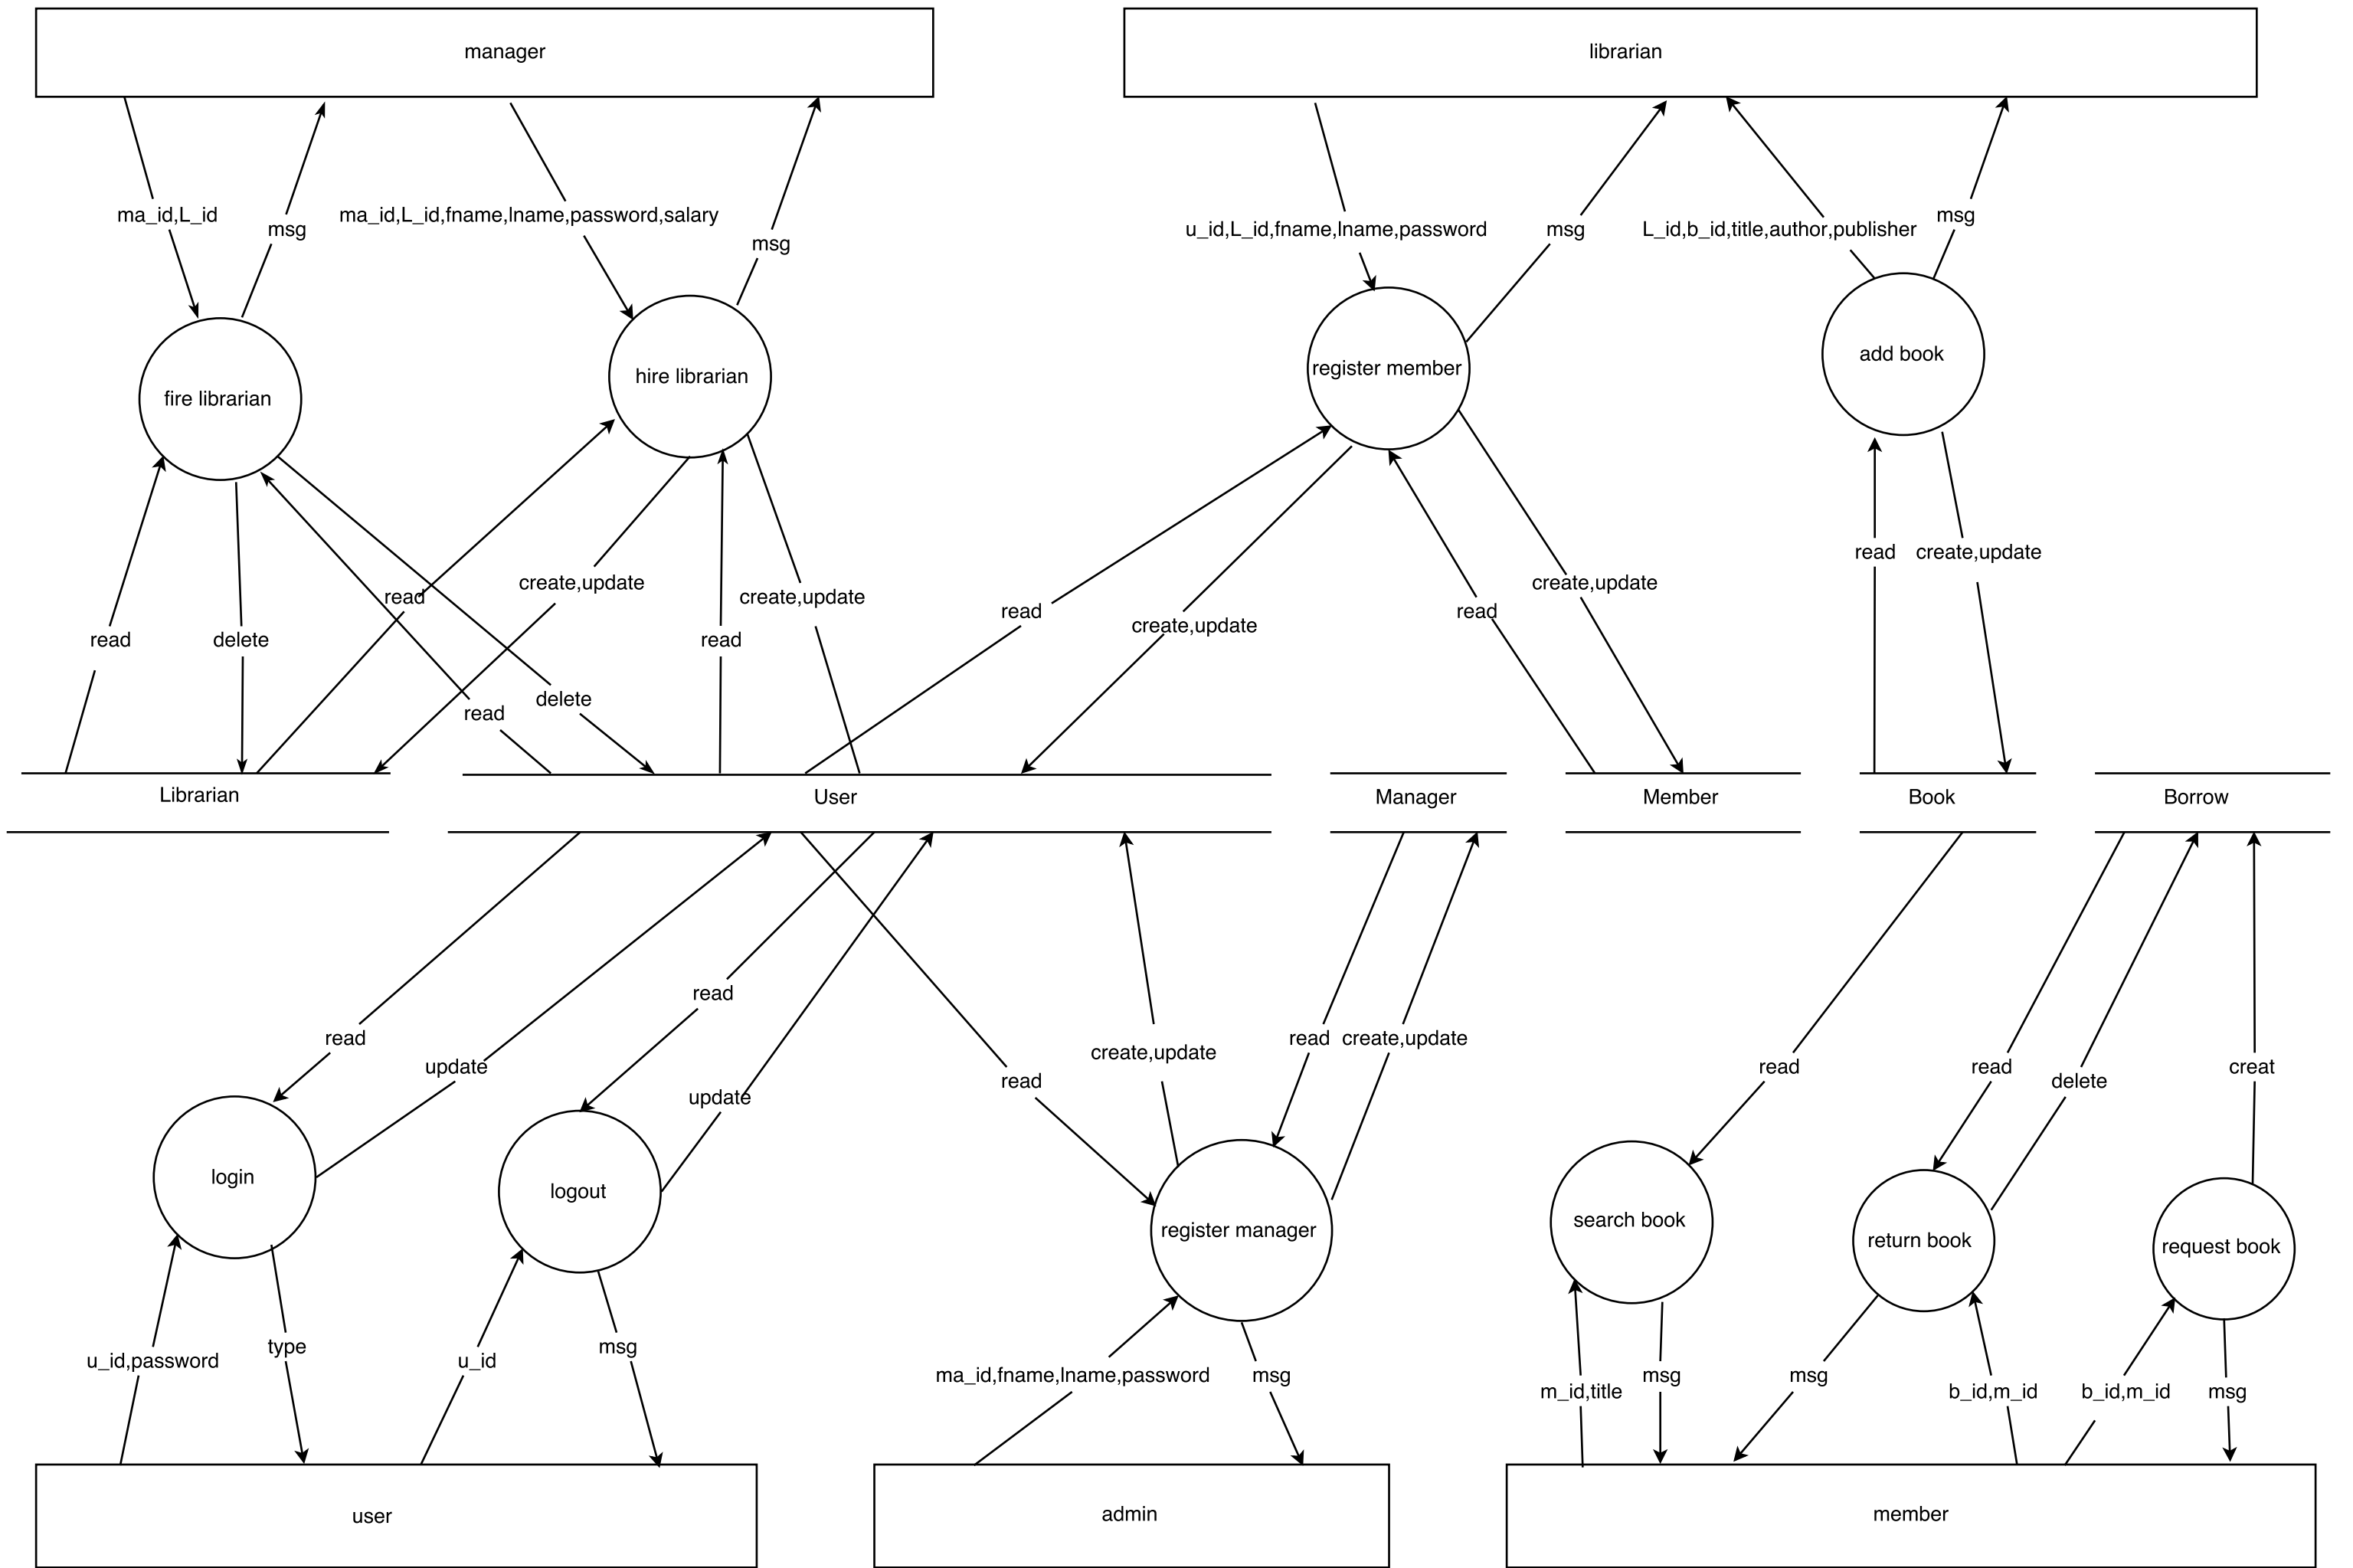 manager
librarian
ma_id,L_id
msg
ma_id,L_id,fname,lname,password,salary
msg
u_id,L_id,fname,lname,password
msg
L_id,b_id,title,author,publisher
msg
fire librarian
hire librarian
register member
add book
read
delete
read
create,update
read
create,update
read
delete
read
create,update
read
create,update
read
create,update
Librarian
User
Manager
Member
Book
Borrow
read
update
read
update
read
create,update
read
create,update
read
read
delete
creat
login
logout
register manager
search book
return book
request book
u_id,password
type
u_id
msg
ma_id,fname,lname,password
msg
m_id,title
msg
msg
b_id,m_id
b_id,m_id
msg
user
admin
member